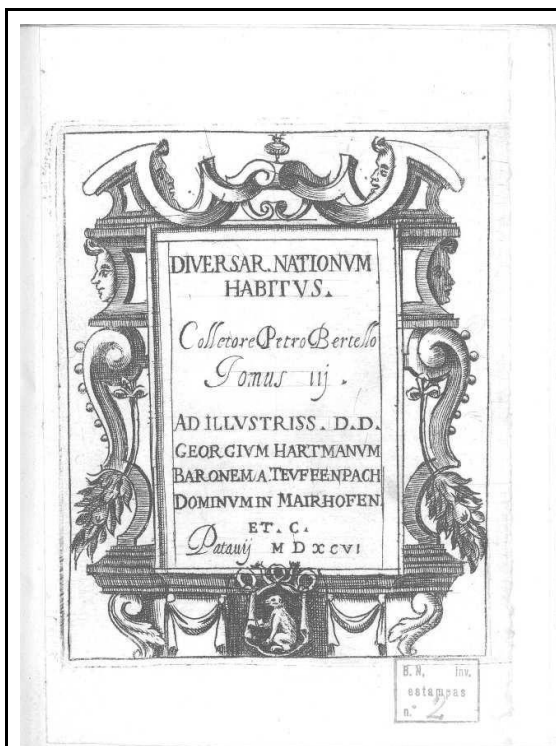 DIVERSAR. NATIONVM
HABITVS.
Colletore Petro Bertello
Tomus iij.
AD ILLVSTRISS. D.D.
GEORGIVM HARTMANVM
BARONEM A. TEVFFENPACH
DOMINVM IN MAIRHOFEN.
ET. C.
Patavij MDXCVI
B. N. Inv.
estampas
n.º 2